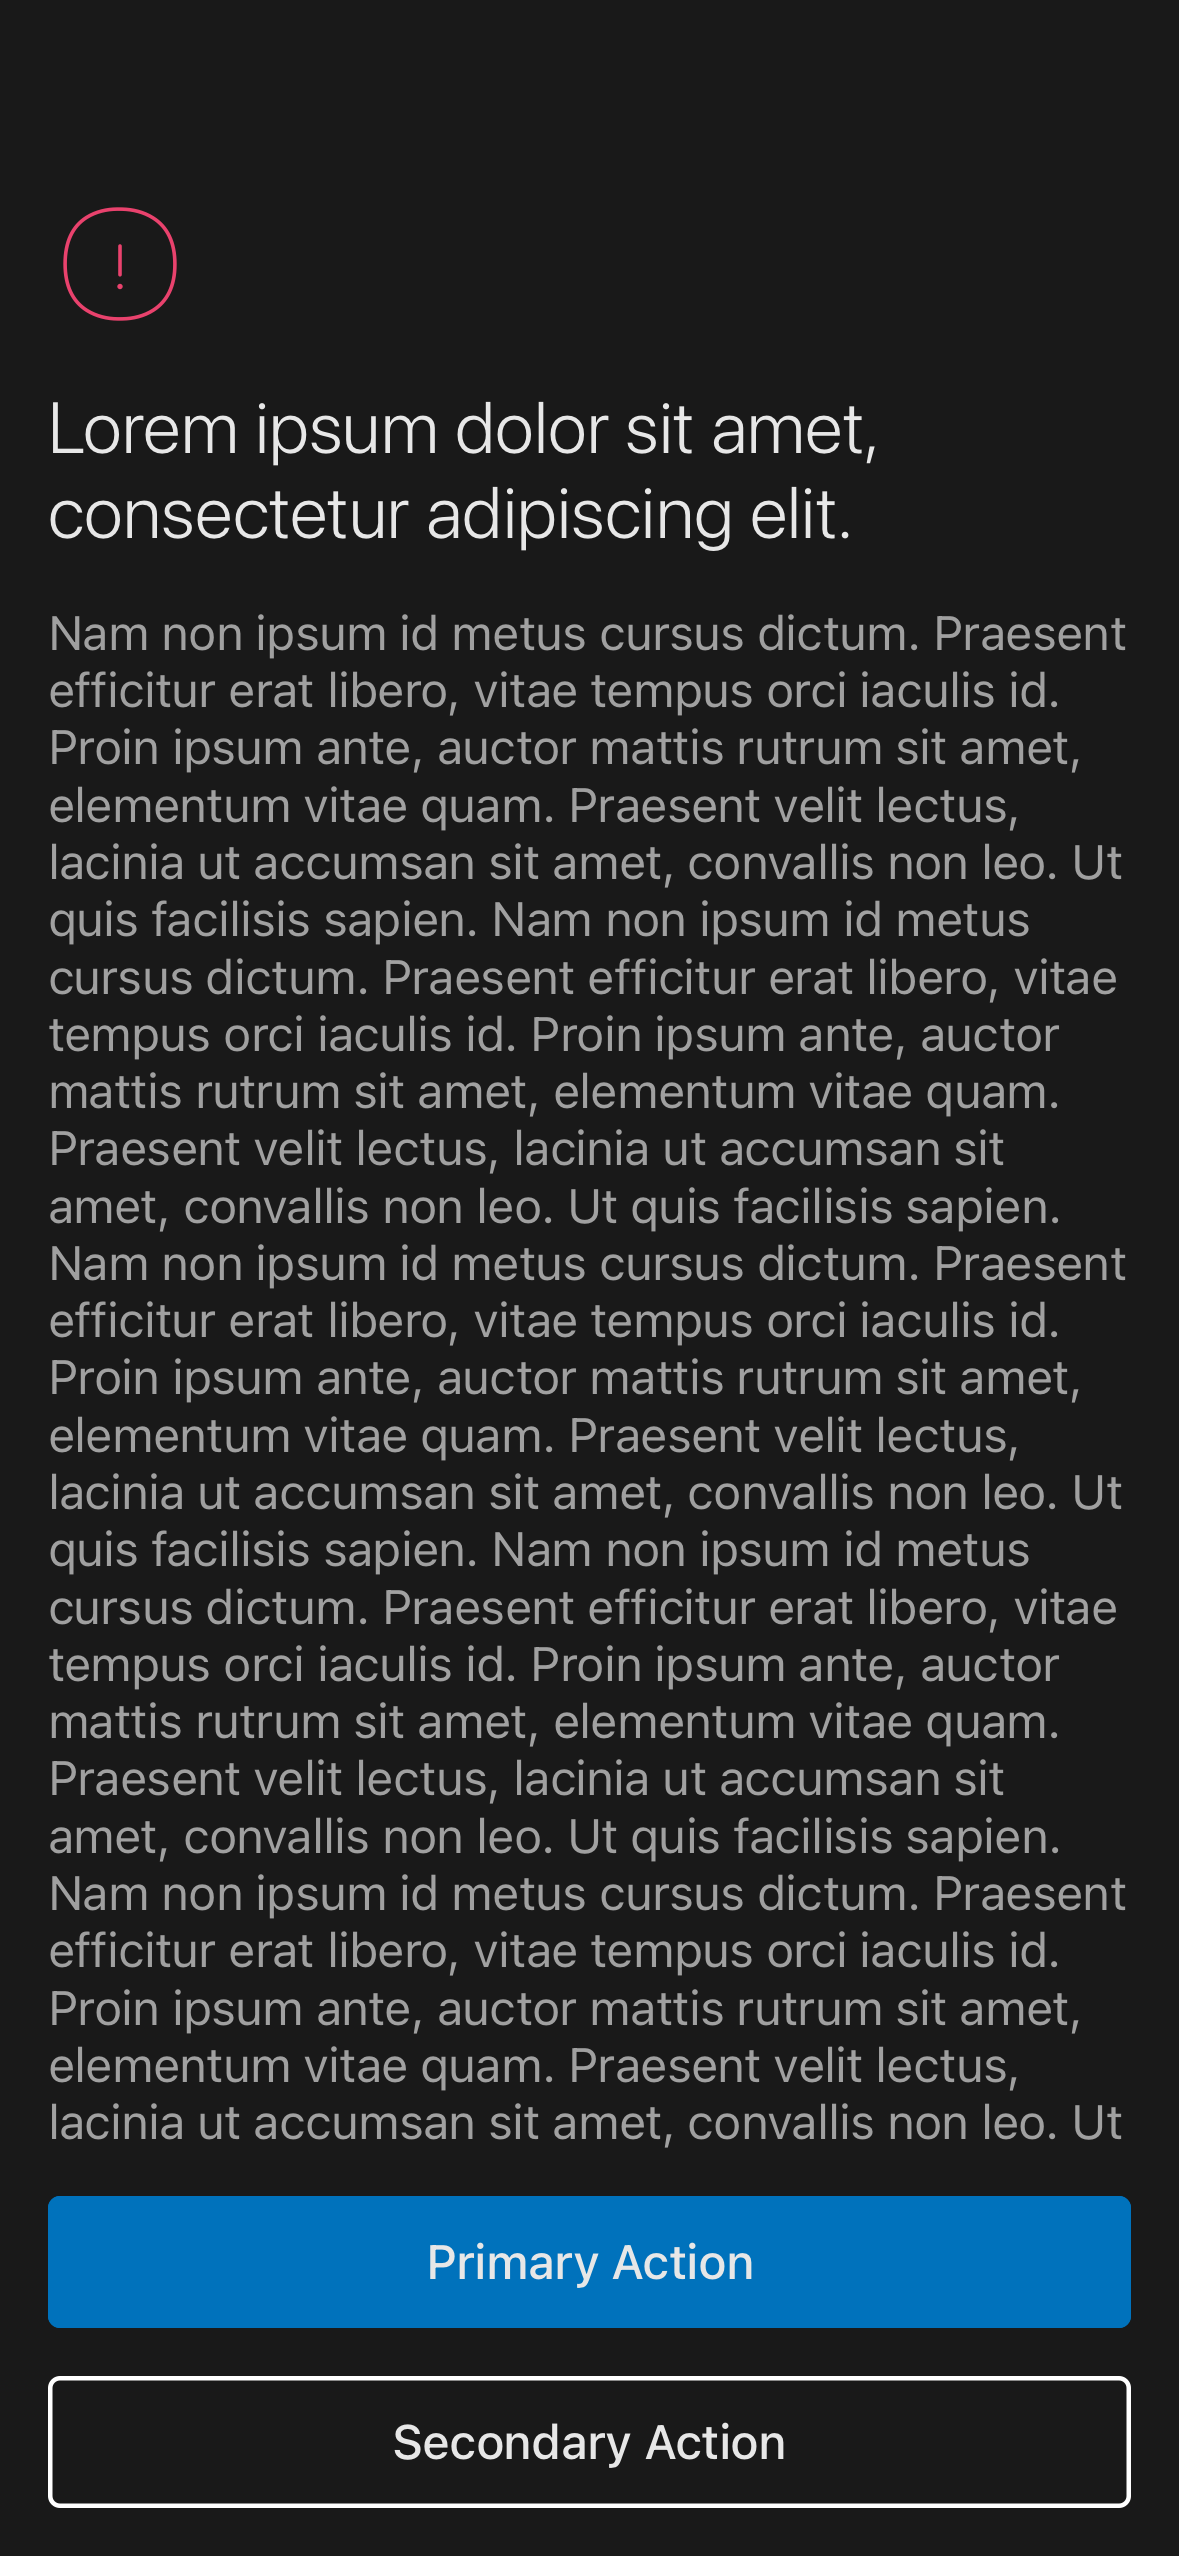 !
Lorem ipsum dolor sit amet,
consectetur adipiscing elit.
Nam non ipsum id metus cursus dictum. Praesent
efficitur erat libero, vitae tempus orci iaculis id.
Proin ipsum ante, auctor mattis rutrum sit amet,
elementum vitae quam. Praesent velit lectus,
lacinia ut accumsan sit amet, convallis non leo. Ut
quis facilisis sapien. Nam non ipsum id metus
cursus dictum. Praesent efficitur erat libero, vitae
tempus orci iaculis id. Proin ipsum ante, auctor
mattis rutrum sit amet, elementum vitae quam.
Praesent velit lectus, lacinia ut accumsan sit
amet, convallis non leo. Ut quis facilisis sapien.
Nam non ipsum id metus cursus dictum. Praesent
efficitur erat libero, vitae tempus orci iaculis id.
Proin ipsum ante, auctor mattis rutrum sit amet,
elementum vitae quam. Praesent velit lectus,
lacinia ut accumsan sit amet, convallis non leo. Ut
quis facilisis sapien. Nam non ipsum id metus
cursus dictum. Praesent efficitur erat libero, vitae
tempus orci iaculis id. Proin ipsum ante, auctor
mattis rutrum sit amet, elementum vitae quam.
Praesent velit lectus, lacinia ut accumsan sit
amet, convallis non leo. Ut quis facilisis sapien.
Nam non ipsum id metus cursus dictum. Praesent
efficitur erat libero, vitae tempus orci iaculis id.
Proin ipsum ante, auctor mattis rutrum sit amet,
elementum vitae quam. Praesent velit lectus,
lacinia ut accumsan sit amet, convallis non leo. Ut
Primary Action
Secondary Action